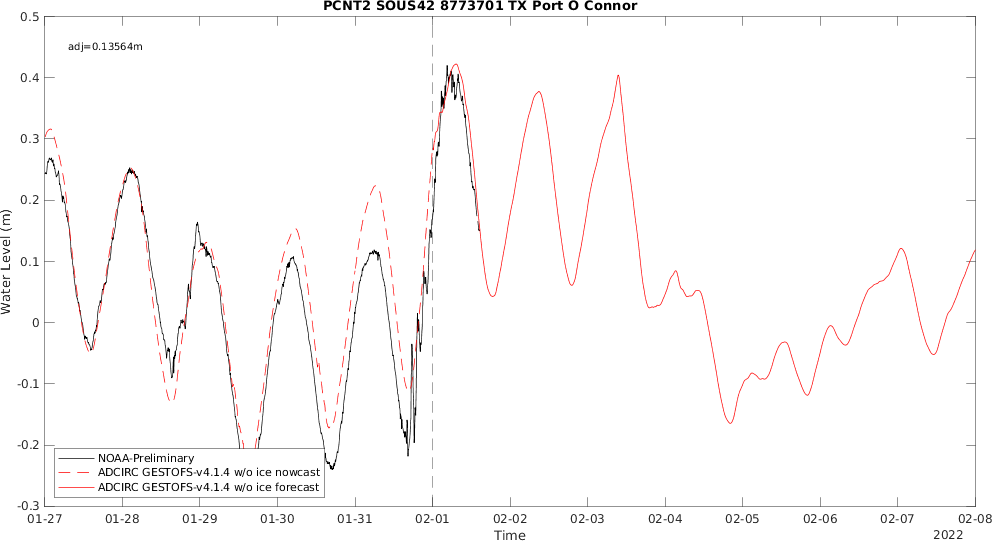 PCNT2 SOUS42 8773701 TX Port O Connor
adj=0.13564m
0.5
0.4
0.3
0.2
0.1
0
-0.1
-0.2
-0.3
Water Level (m)
NOAA-Preliminary
ADCIRC GESTOFS-v4.1.4 w/o ice nowcast
ADCIRC GESTOFS-v4.1.4 w/o ice forecast
01-27 01-28 01-29 01-30 01-31 02-01 02-02 02-03 02-04 02-05 02-06 02-07 02-08
Time
2022